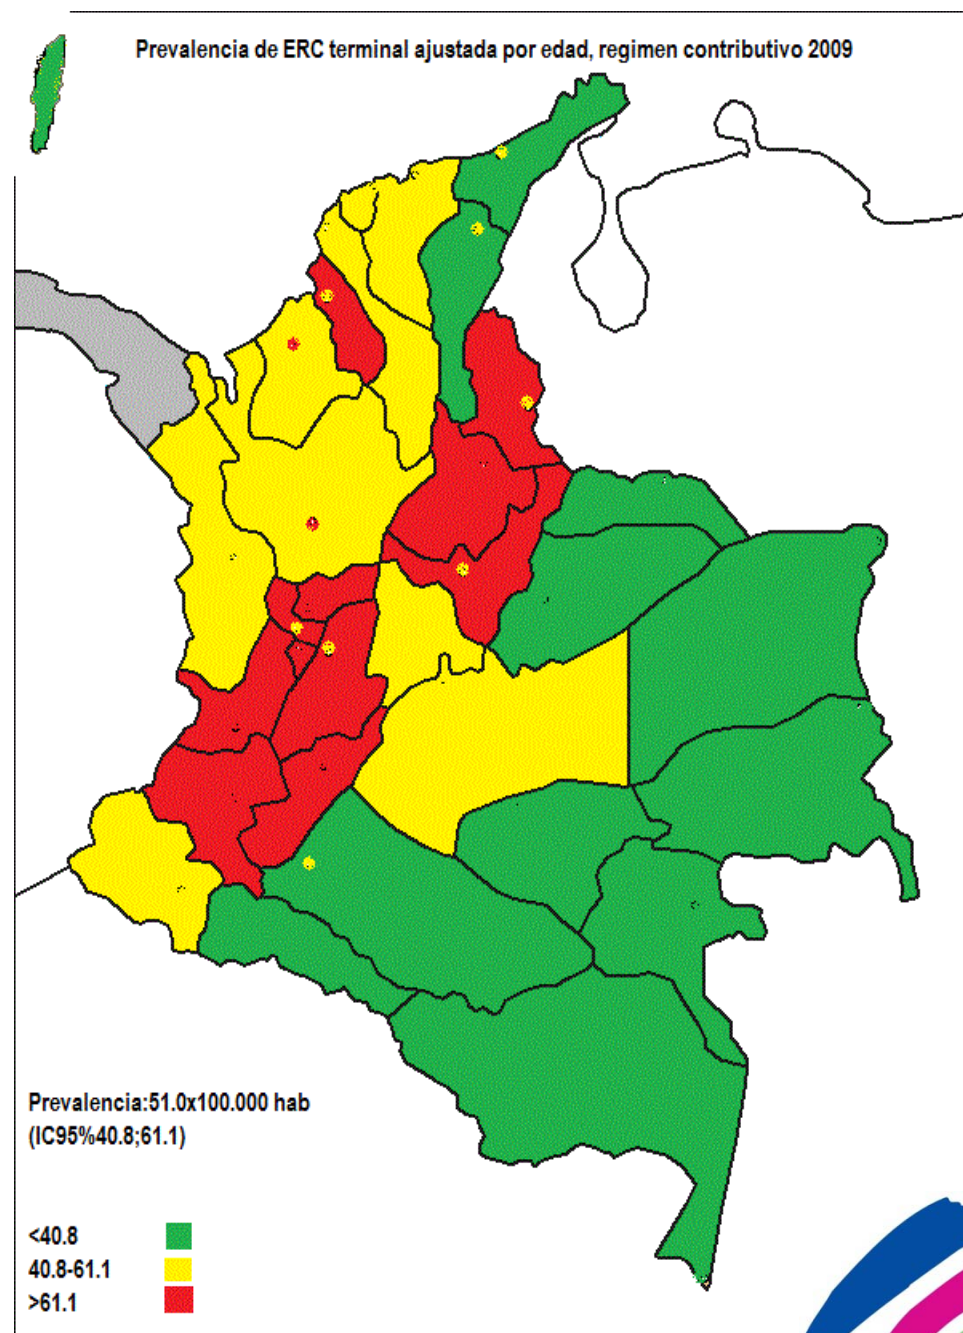 Prevalencia de ERC terminal ajustada por edad, regimen contributivo 2009
Prevalencia:51.0x100.000 hab
(IC95%40.8;61.1)
<40.8
40.8-61.1
>61.1